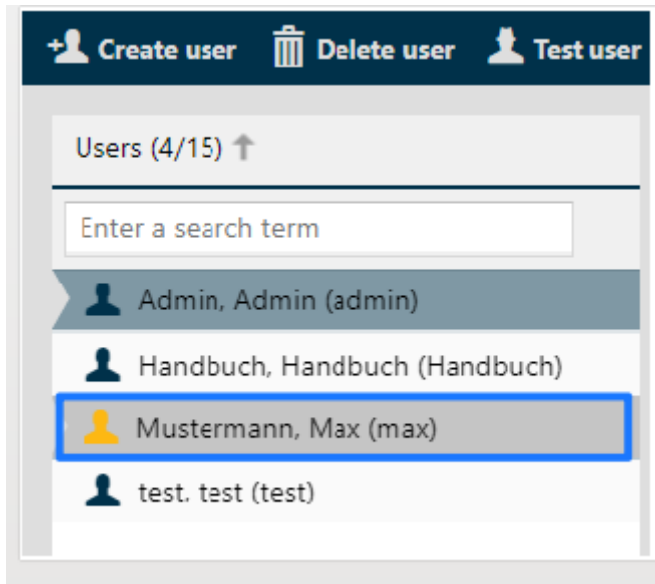 Create user Delete user Test user
Users (4/15)
Enter a search term
Admin, Admin (admin)
Handbuch, Handbuch (Handbuch)
Mustermann, Max (max)
test. test (test)